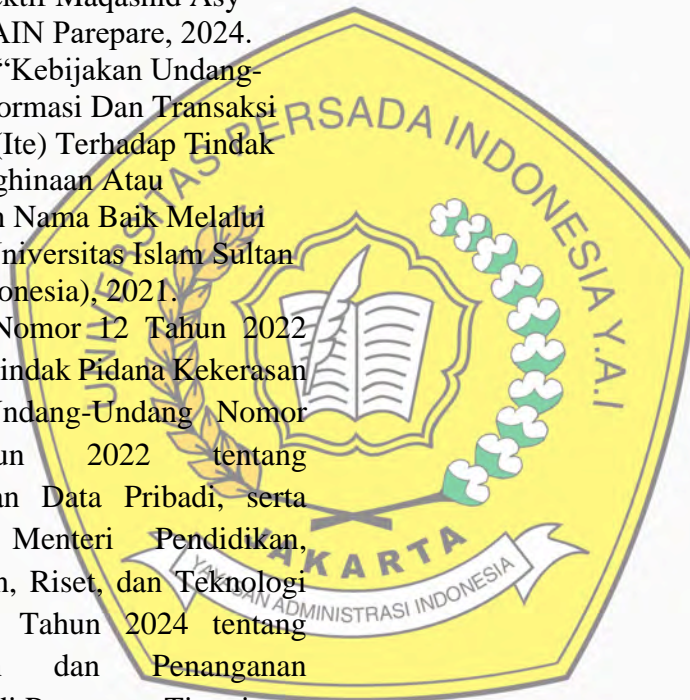 ektif Maqashid Asy
AIN Parepare, 2024.
“Kebijakan Undang-
ormasi Dan Transaksi
(Ite) Terhadap Tindak
ghinaan Atau
n Nama Baik Melalui
niversitas Islam Sultan
onesia), 2021.
Nomor 12 Tahun 2022
indak Pidana Kekerasan
ndang-Undang Nomor
un 2022 tentang
an Data Pribadi, serta
Menteri Pendidikan,
n, Riset, dan Teknologi
Tahun 2024 tentang
dan Penanganan
UNIVERSITAS PERSADA INDONESIA Y.A.I
JAKARTA
YAYASAN ADMINISTRASI INDONESIA